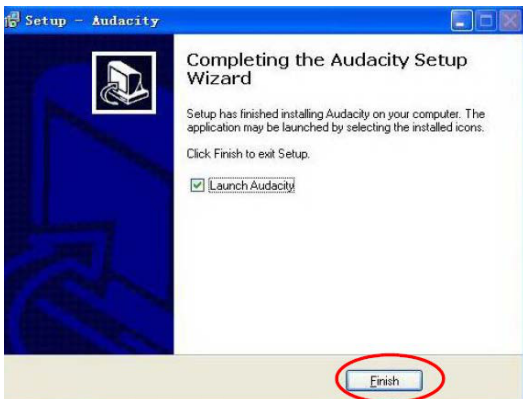 Setup - Audacity
Completing the Audacity Setup
Wizard
Setup has finished installing Audacity on your computer. The
application may be launched by selecting the installed icons.
Click Finish to exit Setup.
Launch Audacity
Finish